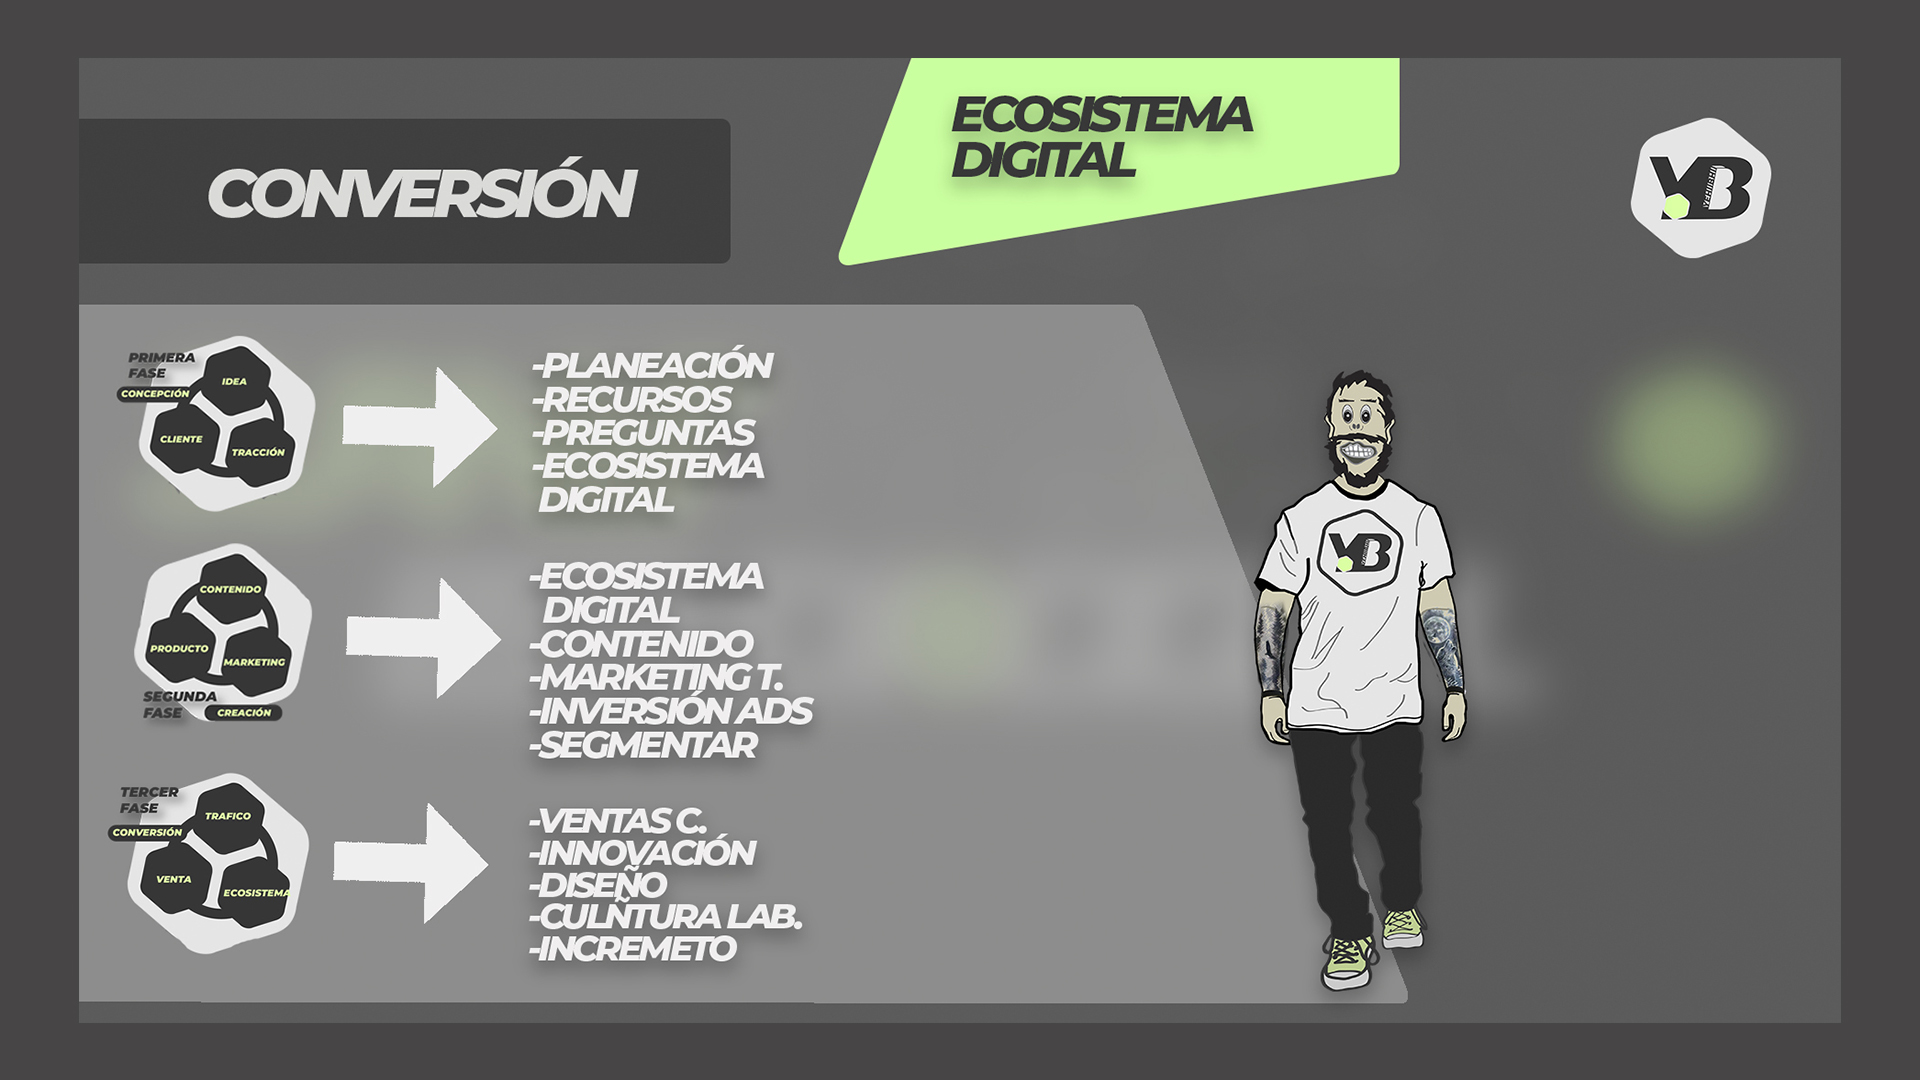 ECOSISTEMA
DIGITAL
CONVERSIÓN
YB
PRIMERA
FASE
CONCEPCIÓN
IDEA
CLIENTE
TRACCIÓN
-PLANEACIÓN
-RECURSOS
-PREGUNTAS
-ECOSISTEMA
DIGITAL
CONTENIDO
PRODUCTO
MARKETING
SEGUNDA
FASE
CREACIÓN
-ECOSISTEMA
DIGITAL
-CONTENIDO
-MARKETING T.
-INVERSIÓN ADS
-SEGMENTAR
TERCER
FASE
CONVERSIÓN
TRAFICO
VENTA
ECOSISTEMA
-VENTAS C.
-INNOVACIÓN
-DISEÑO
-CULÑTURA LAB.
-INCREMETO
YB